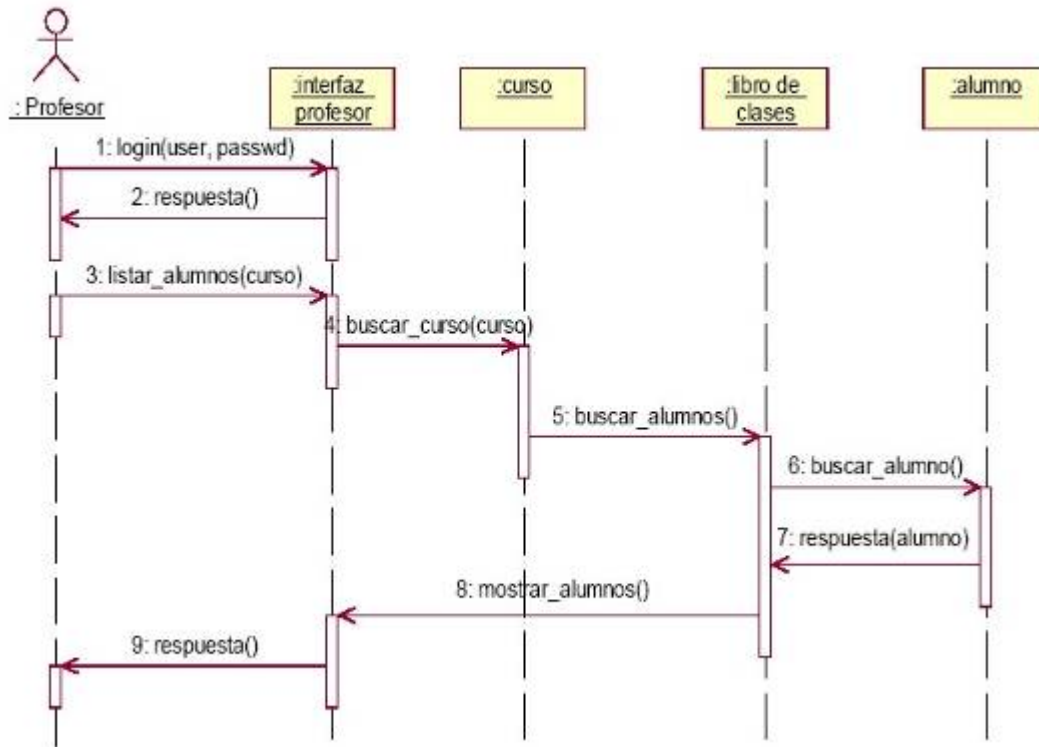 : Profesor
:interfaz
profesor
:curso
:libro de
clases
:alumno
1: login(user, passwd)
2: respuesta()
3: listar_alumnos(curso)
4: buscar_curso(curso)
5: buscar_alumnos()
6: buscar_alumno()
7: respuesta(alumno)
8: mostrar_alumnos()
9: respuesta()